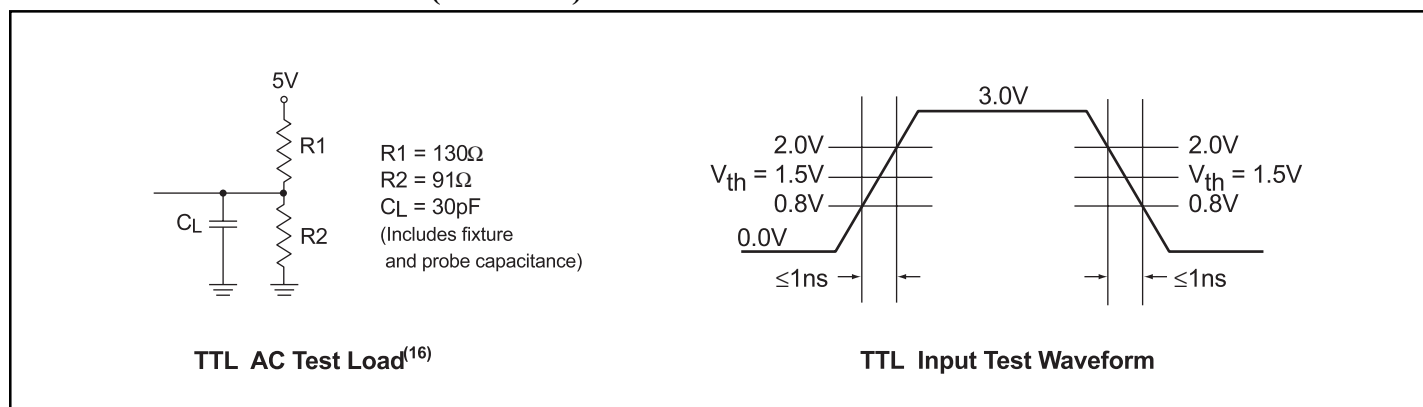 5V
R1
R1 = 130Ω
R2 = 91Ω
CL = 30pF
(Includes fixture
and probe capacitance)
CL
R2
TTL AC Test Load(16)
3.0V
2.0V
2.0V
Vth = 1.5V
Vth = 1.5V
0.8V
0.8V
0.0V
≤1ns
≤1ns
TTL Input Test Waveform